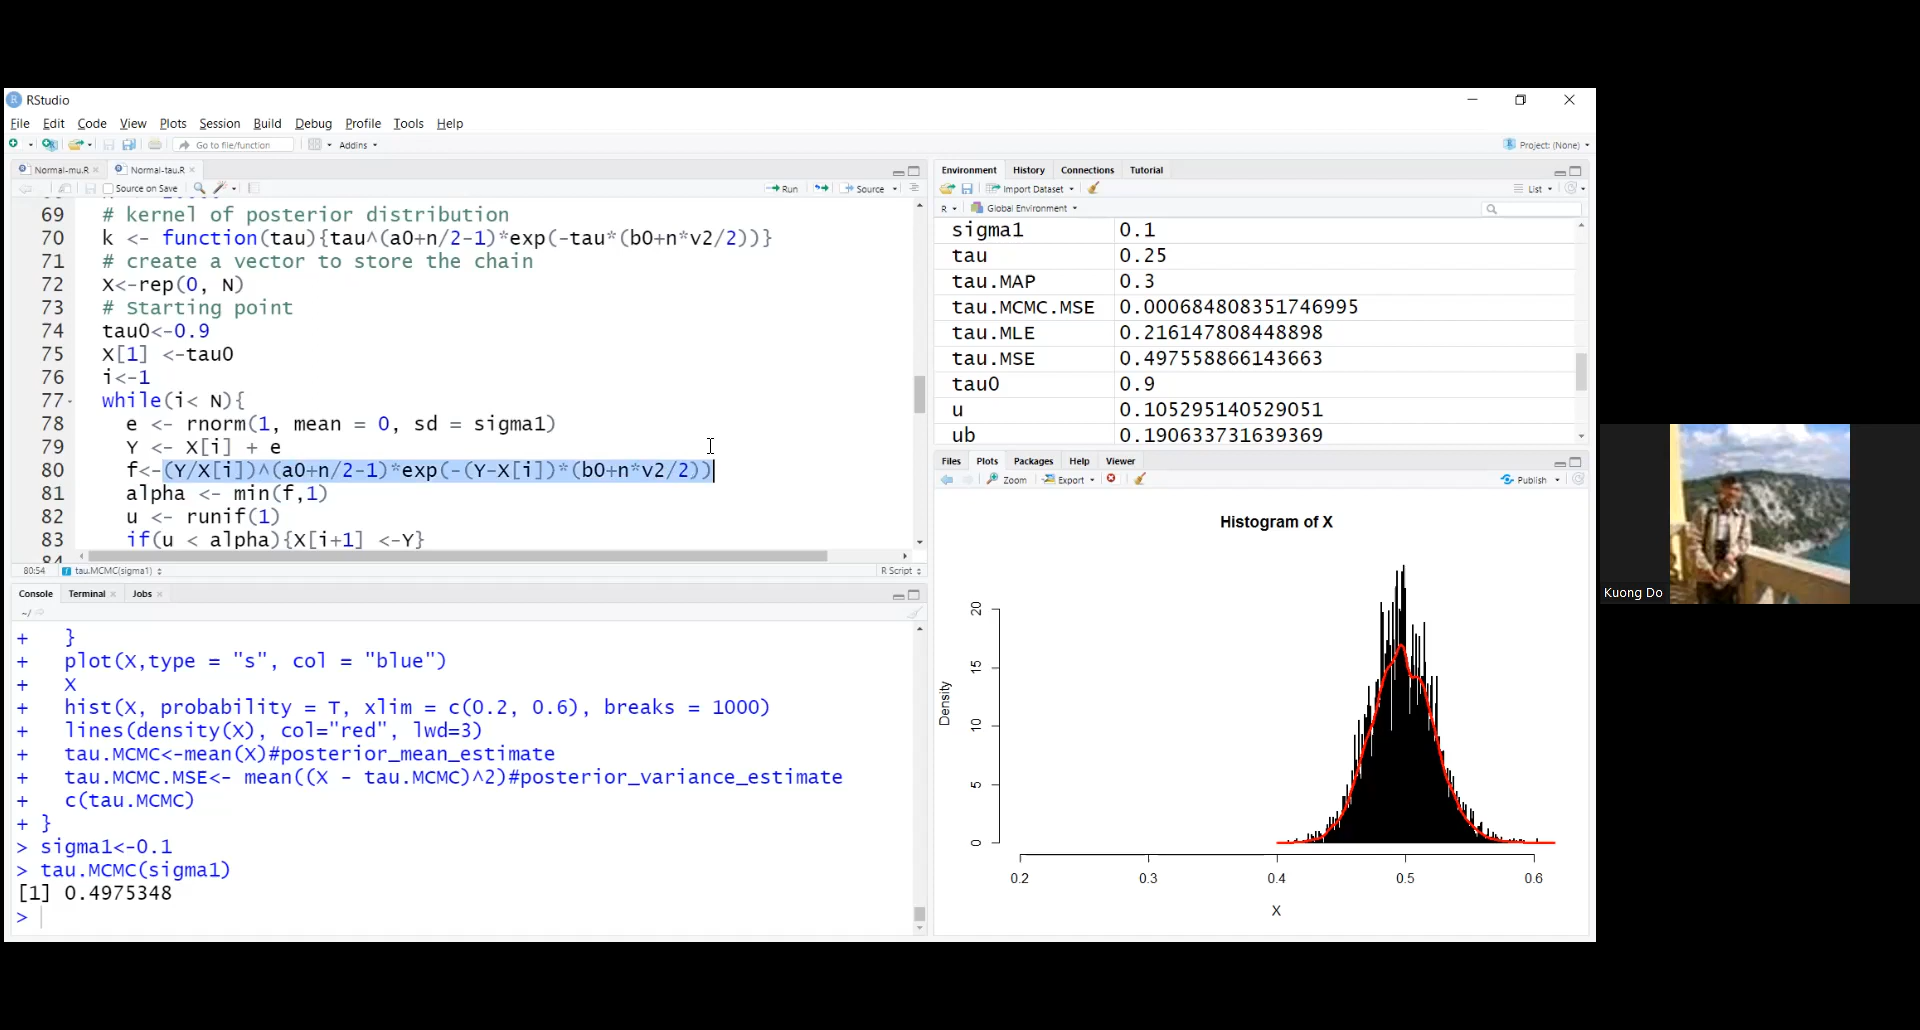 RStudio
File Edit Code View Plots Session Build Debug Profile Tools Help
Go to file/function Addins
Project: (None)
Normal-mu.R Normal-tau.R
Source on Save Run Source
69 # kernel of posterior distribution
70 k <- function(tau){tau^(a0+n/2-1)*exp(-tau*(b0+n*v2/2))}
71 # create a vector to store the chain
72 X<-rep(0, N)
73 # Starting point
74 tau0<-0.9
75 X[1] <-tau0
76 i<-1
77 while(i< N){
78 e <- rnorm(1, mean = 0, sd = sigma1)
79 Y <- X[i] + e
80 f<-(Y/X[i])^(a0+n/2-1)*exp(-(Y-X[i])*(b0+n*v2/2))
81 alpha <- min(f,1)
82 u <- runif(1)
83 if(u < alpha){X[i+1] <-Y}
84
80:54 tau.MCMC(sigma1) R Script
Console Terminal Jobs
~/
+ }
+ plot(X,type = "s", col = "blue")
+ X
+ hist(X, probability = T, xlim = c(0.2, 0.6), breaks = 1000)
+ lines(density(X), col="red", lwd=3)
+ tau.MCMC<-mean(X)#posterior_mean_estimate
+ tau.MCMC.MSE<- mean((X - tau.MCMC)^2)#posterior_variance_estimate
+ c(tau.MCMC)
+ }
> sigma1<-0.1
> tau.MCMC(sigma1)
[1] 0.4975348
>
Environment History Connections Tutorial
Import Dataset List
R Global Environment
sigma1 0.1
tau 0.25
tau.MAP 0.3
tau.MCMC.MSE 0.000684808351746995
tau.MLE 0.216147808448898
tau.MSE 0.497558866143663
tau0 0.9
u 0.105295140529051
ub 0.190633731639369
Files Plots Packages Help Viewer
Zoom Export Publish
Histogram of X
Density
20
15
10
5
0
0.2 0.3 0.4 0.5 0.6
X
Kuong Do